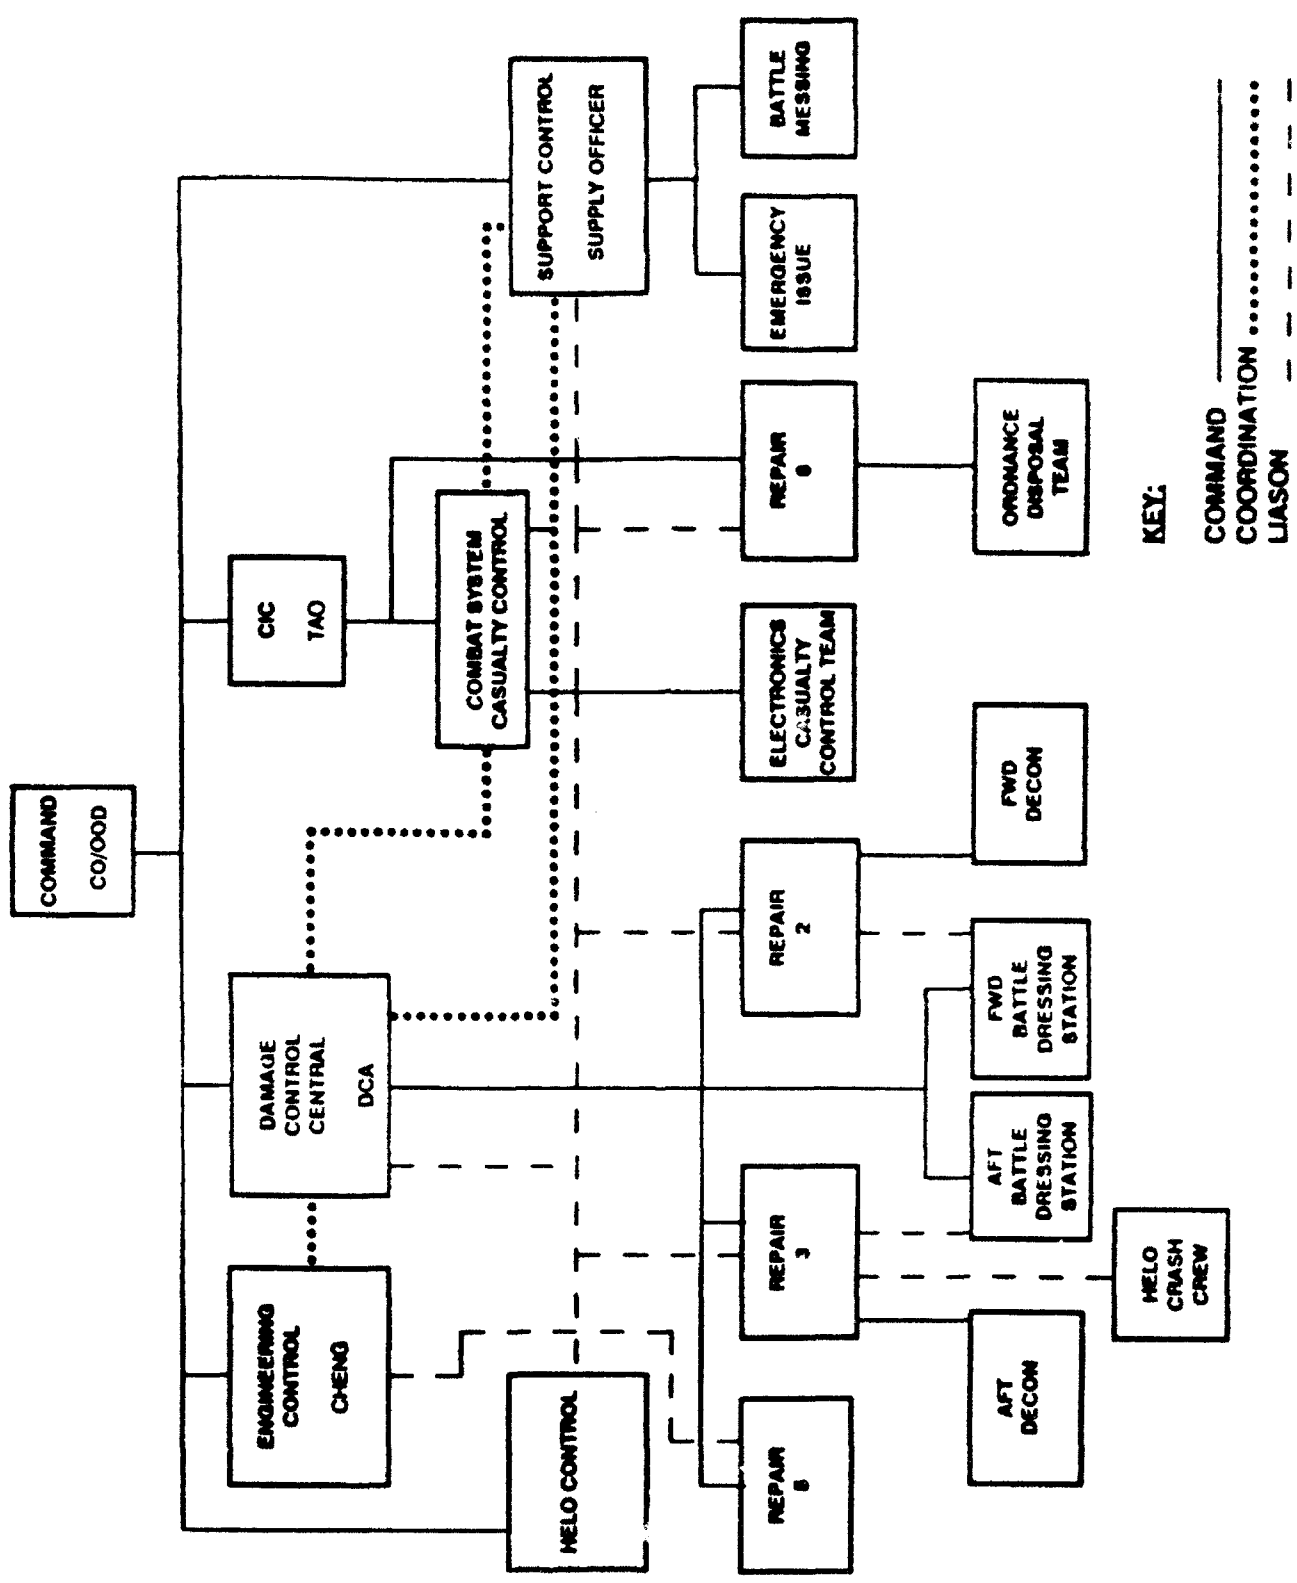 COMMAND
CO/OOD
ENGINEERING
CONTROL
CHENG
DAMAGE
CONTROL
CENTRAL
DCA
CIC
TAO
HELO CONTROL
COMBAT SYSTEM
CASUALTY CONTROL
SUPPORT CONTROL
SUPPLY OFFICER
REPAIR
5
REPAIR
3
REPAIR
2
ELECTRONICS
CASUALTY
CONTROL TEAM
REPAIR
EMERGENCY
ISSUE
BATTLE
MESSING
AFT
DECON
AFT
BATTLE
DRESSING
STATION
FWD
BATTLE
DRESSING
STATION
FWD
DECON
ORDNANCE
DISPOSAL
TEAM
HELO
CRASH
CREW
KEY:
COMMAND
COORDINATION
LIASON